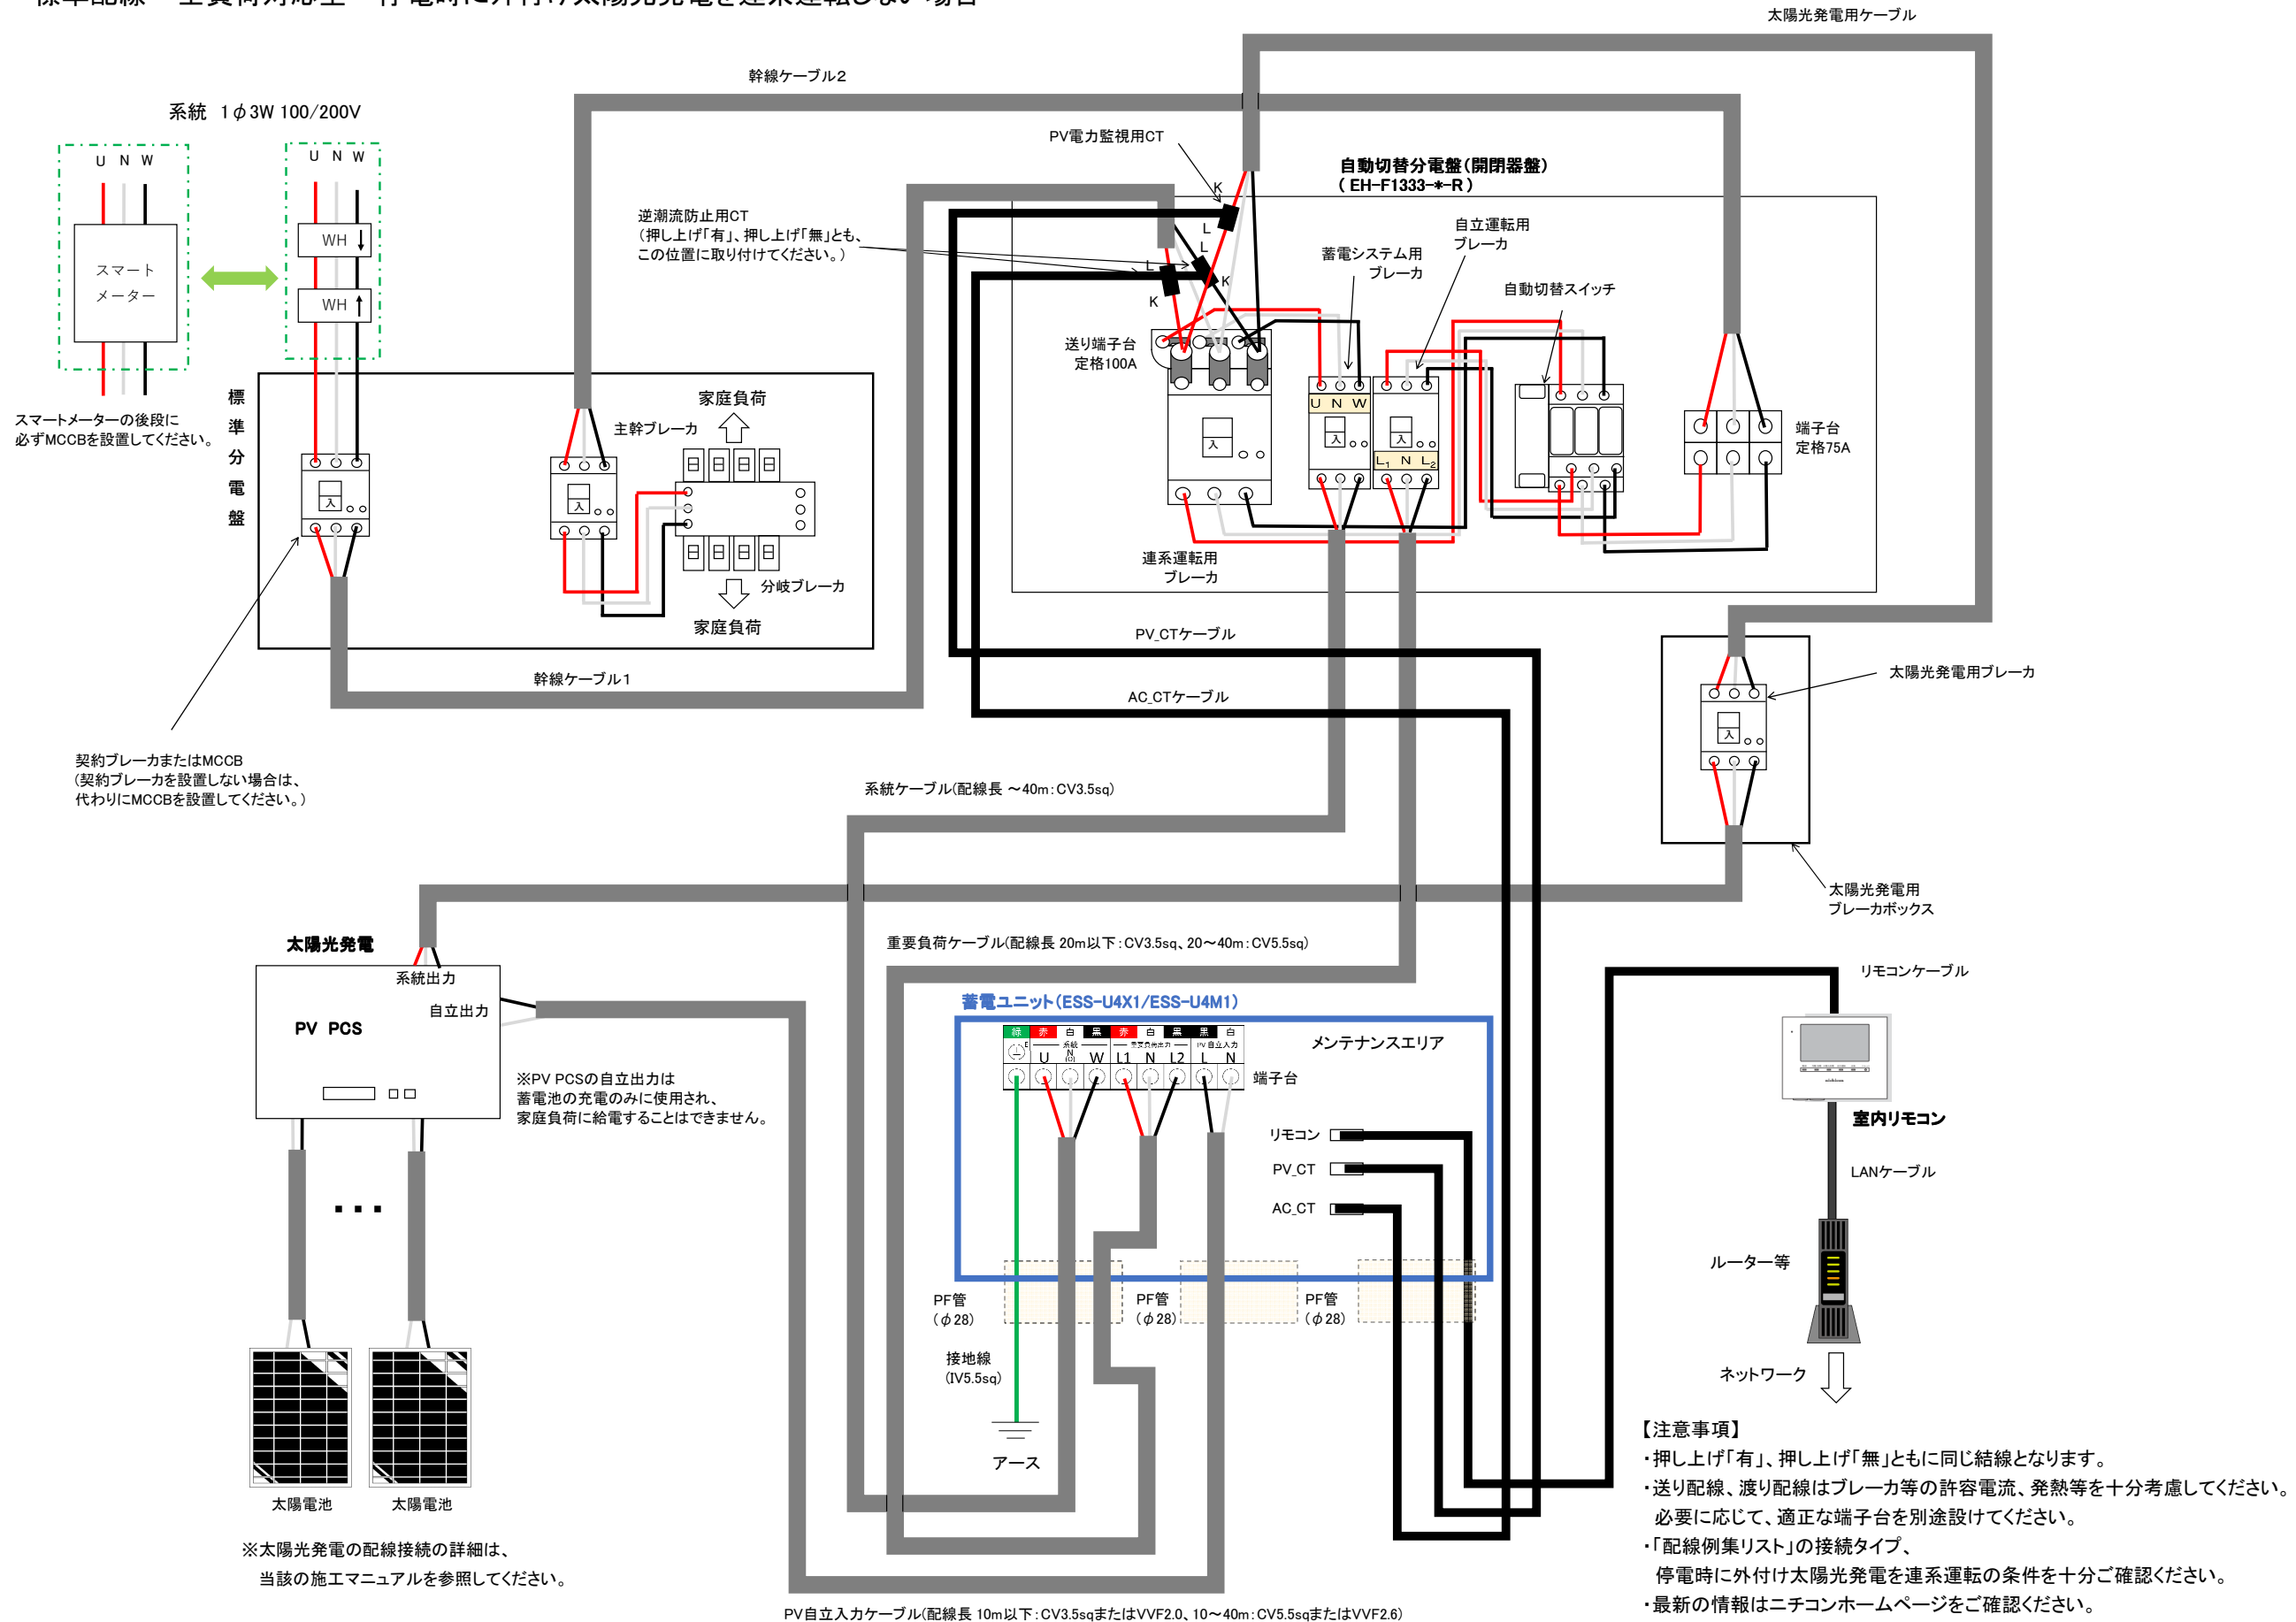 太陽光発電用ケーブル
幹線ケーブル2
系統 1φ3W 100/200V
U N W
U N W
スマート
メーター
WH
WH
スマートメーターの後段に
必ずMCCBを設置してください。
標準分電盤
主幹ブレーカ
家庭負荷
分岐ブレーカ
家庭負荷
入
入
幹線ケーブル1
契約ブレーカまたはMCCB
(契約ブレーカを設置しない場合は、
代わりにMCCBを設置してください。)
PV電力監視用CT
逆潮流防止用CT
(押し上げ「有」、押し上げ「無」とも、
この位置に取り付けてください。)
自動切替分電盤(開閉器盤)
( EH-F1333-*-R )
K
L
L
K
L
K
自立運転用
ブレーカ
蓄電システム用
ブレーカ
自動切替スイッチ
送り端子台
定格100A
U N W
入
入
入
L1 N L2
端子台
定格75A
連系運転用
ブレーカ
PV_CTケーブル
AC_CTケーブル
太陽光発電用ブレーカ
入
太陽光発電用
ブレーカボックス
系統ケーブル(配線長 ~40m:CV3.5sq)
重要負荷ケーブル(配線長 20m以下:CV3.5sq、20~40m:CV5.5sq)
太陽光発電
系統出力
自立出力
PV PCS
※PV PCSの自立出力は
蓄電池の充電のみに使用され、
家庭負荷に給電することはできません。
蓄電ユニット(ESS-U4X1/ESS-U4M1)
緑 赤 白 黒 赤 白 黒 黒 白
E 系統 重要負荷出力 PV自立入力
U N(O) W L1 N L2 L N
メンテナンスエリア
端子台
リモコン
PV_CT
AC_CT
PF管
(φ28)
PF管
(φ28)
PF管
(φ28)
接地線
(IV5.5sq)
アース
リモコンケーブル
室内リモコン
LANケーブル
ルーター等
ネットワーク
太陽電池
太陽電池
※太陽光発電の配線接続の詳細は、
当該の施工マニュアルを参照してください。
PV自立入力ケーブル(配線長 10m以下:CV3.5sqまたはVVF2.0、10~40m:CV5.5sqまたはVVF2.6)
【注意事項】
・押し上げ「有」、押し上げ「無」ともに同じ結線となります。
・送り配線、渡り配線はブレーカ等の許容電流、発熱等を十分考慮してください。
必要に応じて、適正な端子台を別途設けてください。
・「配線例集リスト」の接続タイプ、
停電時に外付け太陽光発電を連系運転の条件を十分ご確認ください。
・最新の情報はニチコンホームページをご確認ください。